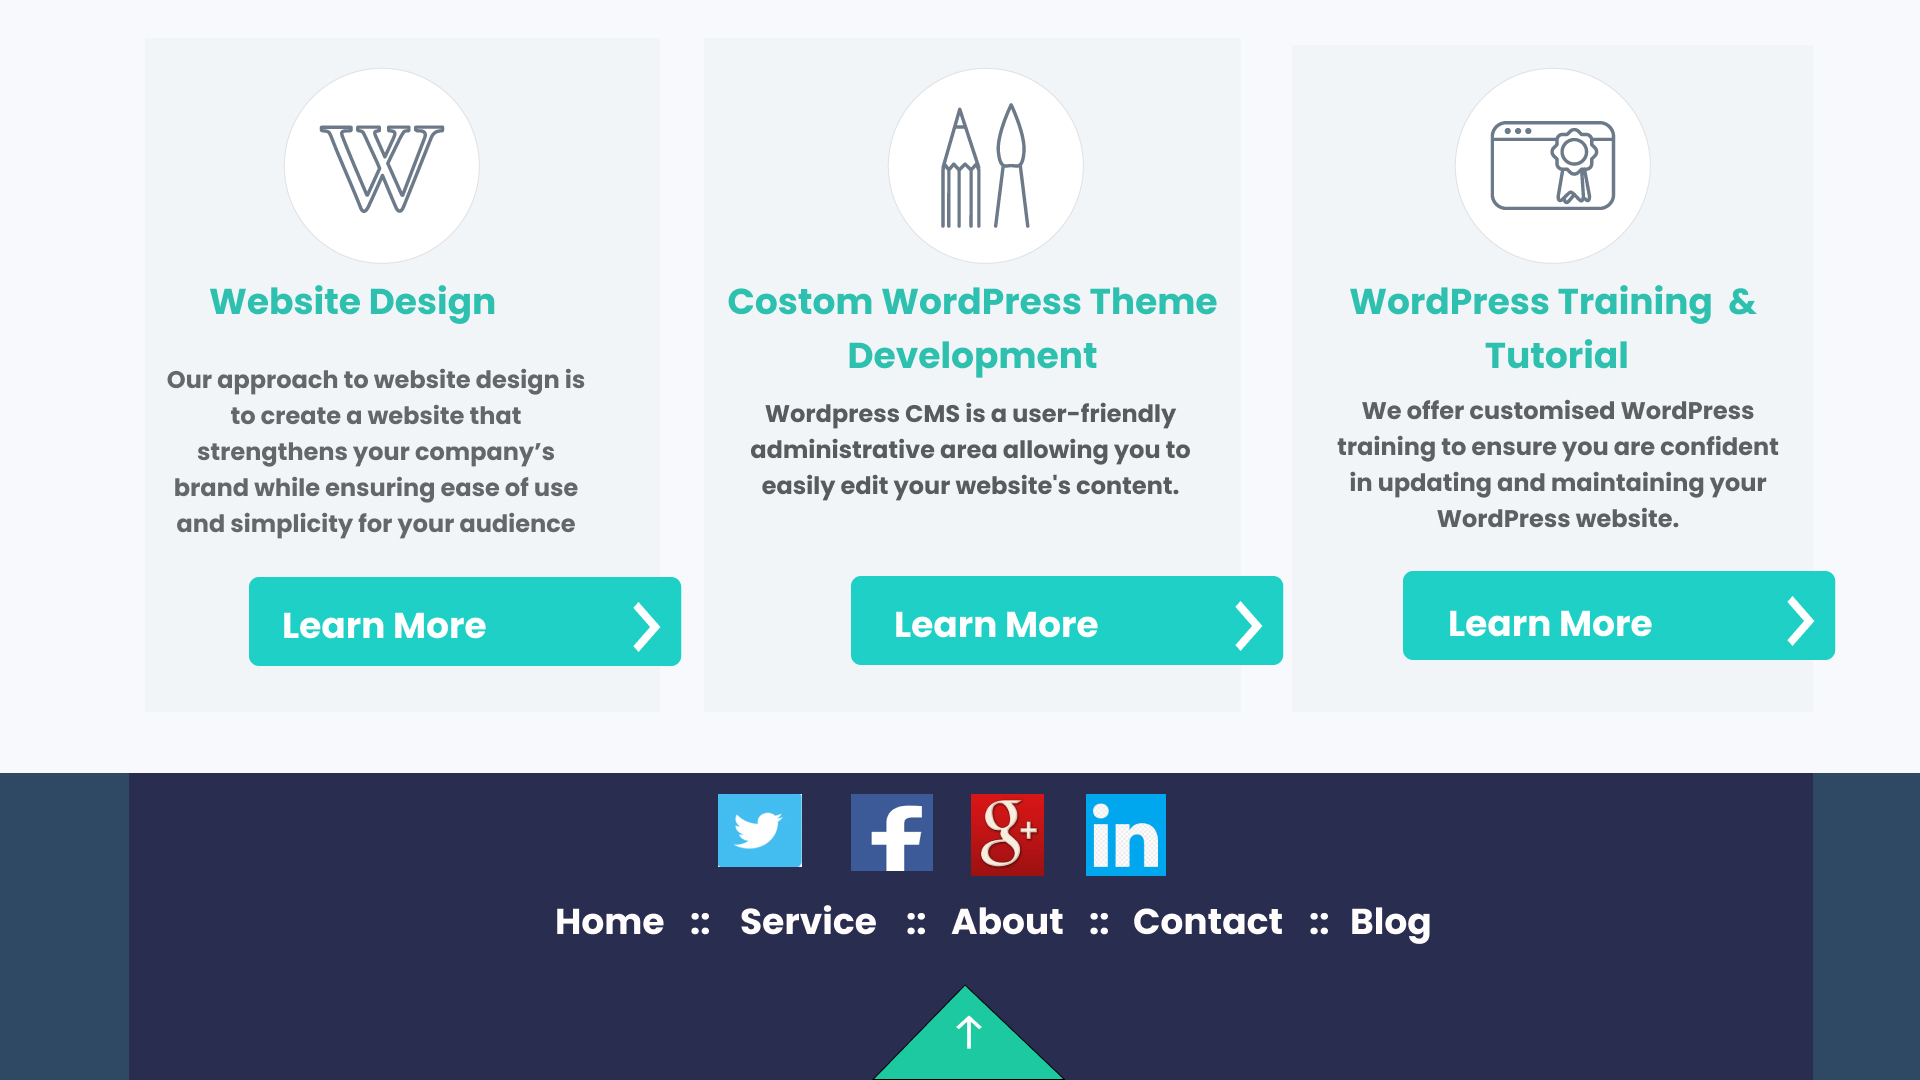 W
Website Design
Our approach to website design is
to create a website that
strengthens your company’s
brand while ensuring ease of use
and simplicity for your audience
Learn More
Costom WordPress Theme
Development
Wordpress CMS is a user-friendly
administrative area allowing you to
easily edit your website's content.
Learn More
WordPress Training &
Tutorial
We offer customised WordPress
training to ensure you are confident
in updating and maintaining your
WordPress website.
Learn More
f g+ in
Home :: Service :: About :: Contact :: Blog